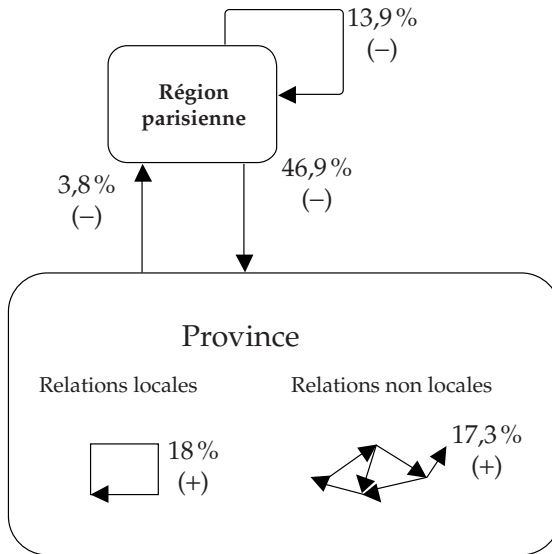 13,9 %
(–)
Région
parisienne
3,8 %
(–)
46,9 %
(–)
Province
Relations locales
Relations non locales
18 %
(+)
17,3 %
(+)